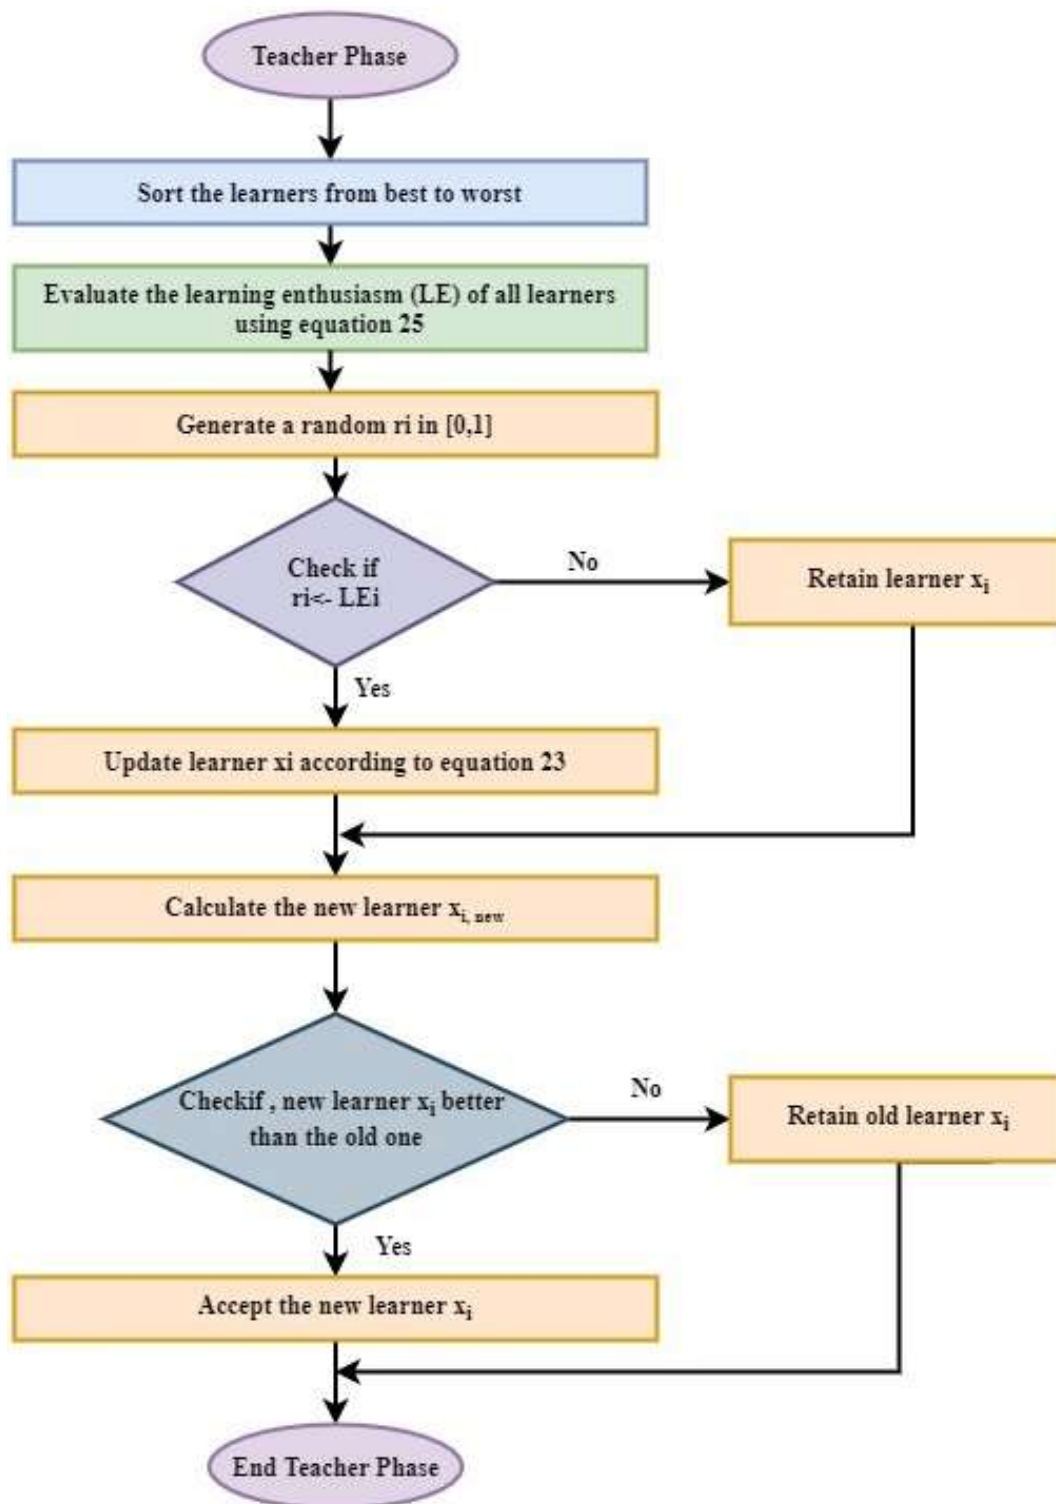 Teacher Phase
Sort the learners from best to worst
Evaluate the learning enthusiasm (LE) of all learners
using equation 25
Generate a random ri in [0,1]
Check if
ri<- LEi
No
Retain learner xi
Yes
Update learner xi according to equation 23
Calculate the new learner xi, new
Checkif , new learner xi better
than the old one
No
Retain old learner xi
Yes
Accept the new learner xi
End Teacher Phase